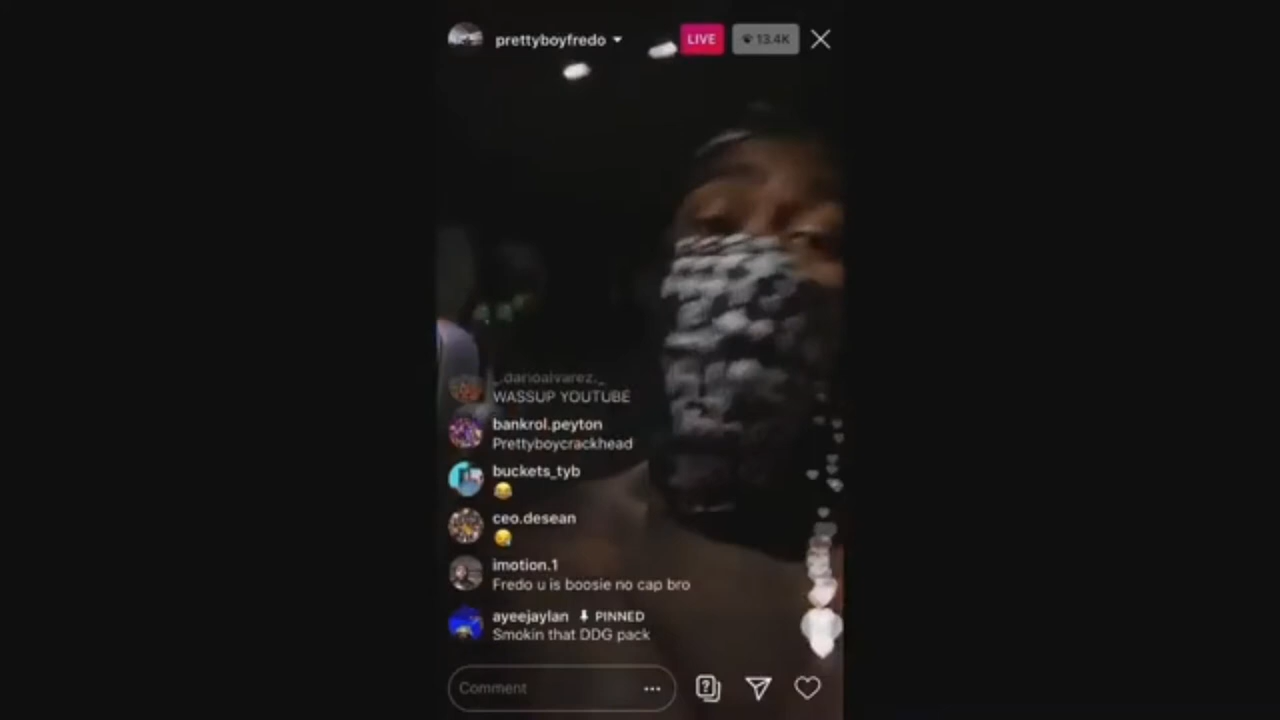 prettyboyfredo
LIVE
13.4K
_.darioalvarez._
WASSUP YOUTUBE
bankrol.peyton
Prettyboycrackhead
buckets_tyb
ceo.desean
imotion.1
Fredo u is boosie no cap bro
ayeejaylan PINNED
Smokin that DDG pack
Comment